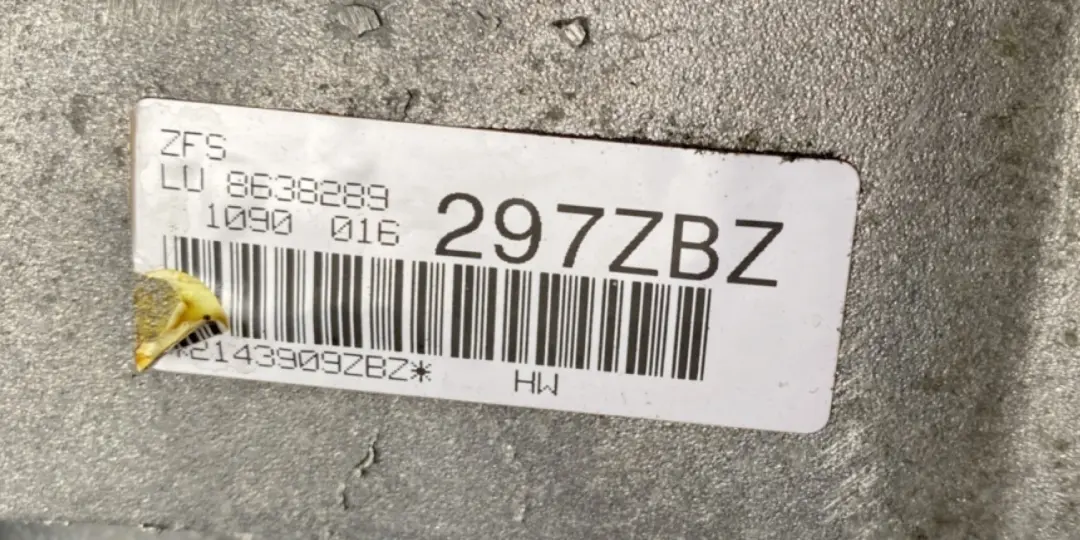 ZFS
LU 8638289
1090 016
297ZBZ
*2143909ZBZ*
HW